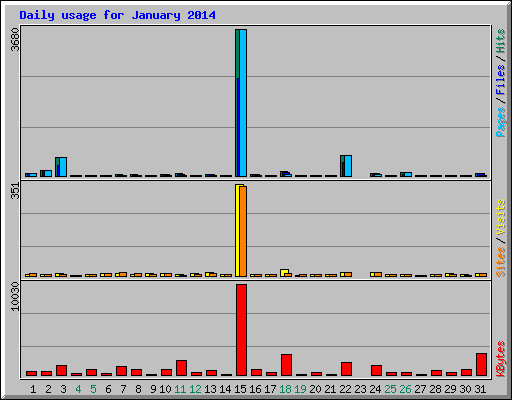 Daily usage for January 2014
3680
Pages / Files / Hits
351
Sites / Visits
10030
KBytes
1 2 3 4 5 6 7 8 9 10 11 12 13 14 15 16 17 18 19 20 21 22 23 24 25 26 27 28 29 30 31